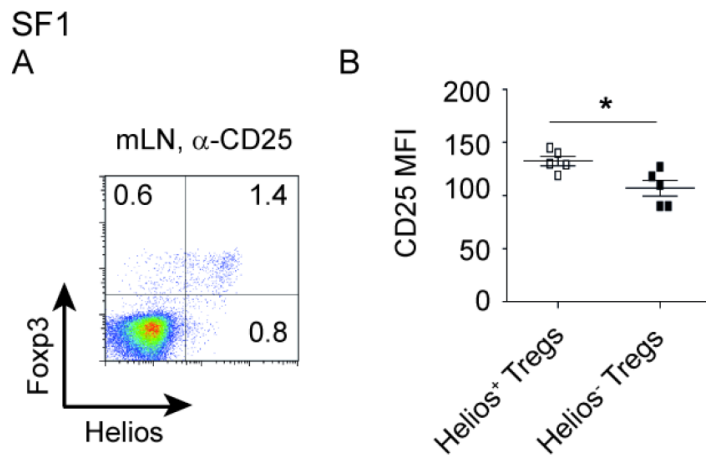 SF1
A
mLN, α-CD25
0.6
1.4
0.8
Foxp3
Helios
B
CD25 MFI
200
150
100
50
0
*
Helios⁺ Tregs
Helios⁻ Tregs